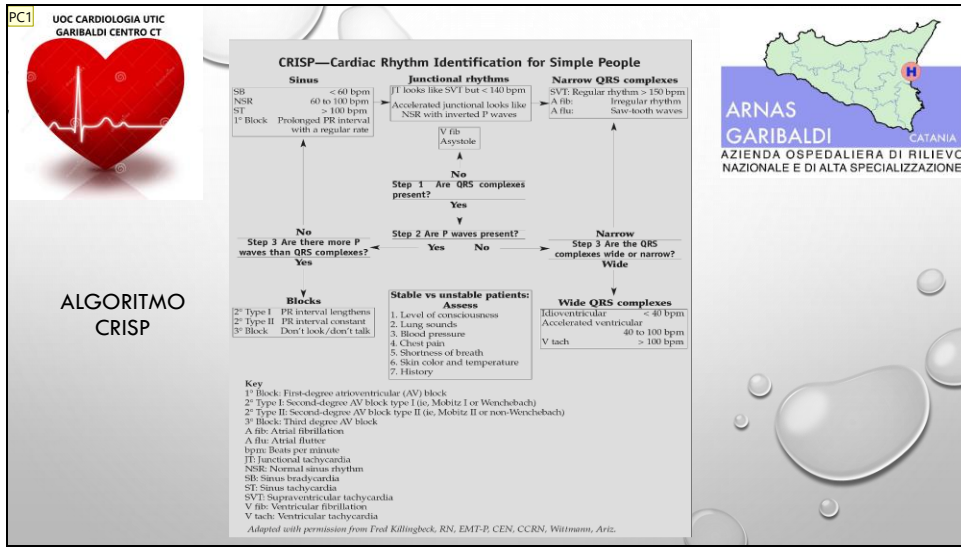 PC1
UOC CARDIOLOGIA UTIC
GARIBALDI CENTRO CT
CRISP—Cardiac Rhythm Identification for Simple People
Sinus
SB < 60 bpm
NSR 60 to 100 bpm
ST > 100 bpm
1° Block Prolonged PR interval
with a regular rate
Junctional rhythms
JT looks like SVT but < 140 bpm
Accelerated junctional looks like
NSR with inverted P waves
Narrow QRS complexes
SVT: Regular rhythm > 150 bpm
A fib: Irregular rhythm
A flu: Saw-tooth waves
V fib
Asystole
No
Step 1 Are QRS complexes
present?
Yes
Step 2 Are P waves present?
Yes No
No
Step 3 Are there more P
waves than QRS complexes?
Yes
Narrow
Step 3 Are the QRS
complexes wide or narrow?
Wide
Blocks
2° Type I PR interval lengthens
2° Type II PR interval constant
3° Block Don't look/don't talk
Stable vs unstable patients:
Assess
1. Level of consciousness
2. Lung sounds
3. Blood pressure
4. Chest pain
5. Shortness of breath
6. Skin color and temperature
7. History
Wide QRS complexes
Idioventricular < 40 bpm
Accelerated ventricular
40 to 100 bpm
V tach > 100 bpm
Key
1° Block: First-degree atrioventricular (AV) block
2° Type I: Second-degree AV block type I (ie, Mobitz I or Wenchebach)
2° Type II: Second-degree AV block type II (ie, Mobitz II or non-Wenchebach)
3° Block: Third degree AV block
A fib: Atrial fibrillation
A flu: Atrial flutter
bpm: Beats per minute
JT: Junctional tachycardia
NSR: Normal sinus rhythm
SB: Sinus bradycardia
ST: Sinus tachycardia
SVT: Supraventricular tachycardia
V fib: Ventricular fibrillation
V tach: Ventricular tachycardia
Adapted with permission from Fred Killingbeck, RN, EMT-P, CEN, CCRN, Wittmann, Ariz.
ALGORITMO
CRISP
H
ARNAS
GARIBALDI
CATANIA
AZIENDA OSPEDALIERA DI RILIEVO
NAZIONALE E DI ALTA SPECIALIZZAZIONE